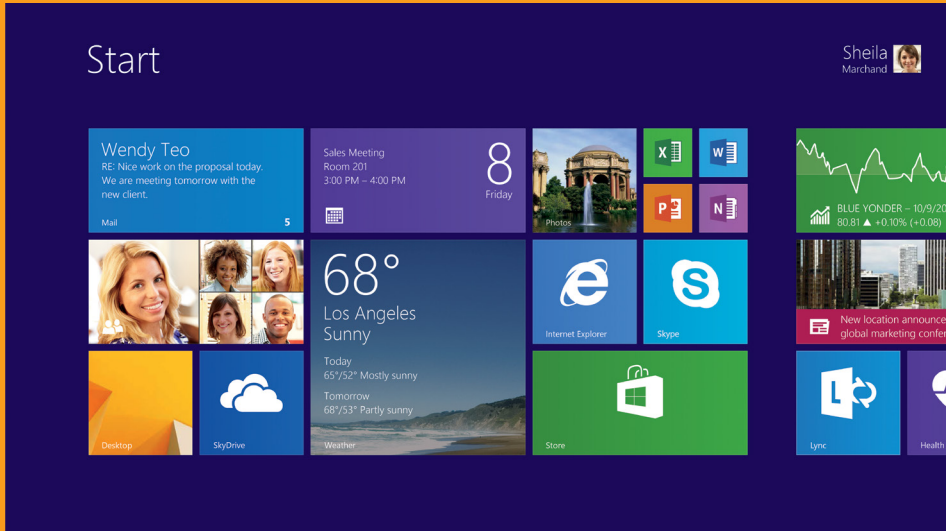 Start
Sheila
Marchand
Wendy Teo
RE: Nice work on the proposal today.
We are meeting tomorrow with the
new client.
Mail
5
Sales Meeting
Room 201
3:00 PM – 4:00 PM
8
Friday
Photos
X
W
P
N
68°
Los Angeles
Sunny
Today
65°/52° Mostly sunny
Tomorrow
68°/53° Partly sunny
Weather
Internet Explorer
Skype
Desktop
SkyDrive
Store
BLUE YONDER – 10/9/20
80.81 ▲ +0.10% (+0.08)
New location announce
global marketing confer
Lync
Health